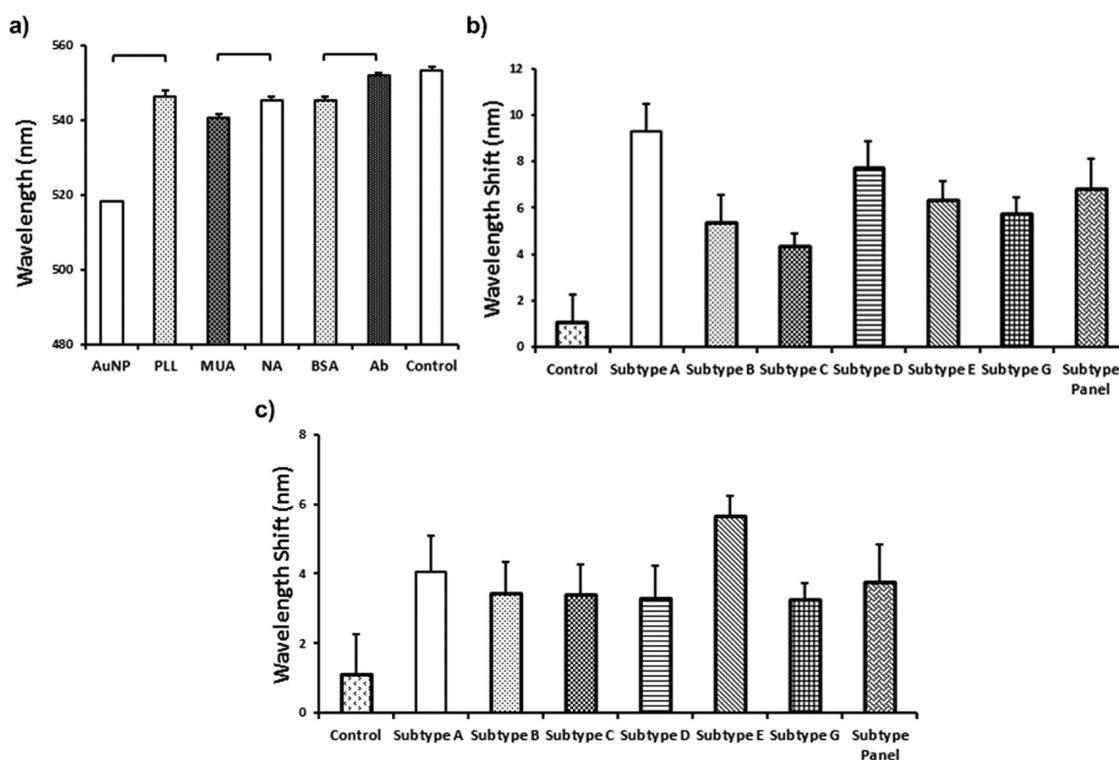 a)
Wavelength (nm)
560
540
520
500
480
AuNP PLL MUA NA BSA Ab Control
b)
Wavelength Shift (nm)
12
10
8
6
4
2
0
Control Subtype A Subtype B Subtype C Subtype D Subtype E Subtype G Subtype
Panel
c)
Wavelength Shift (nm)
8
6
4
2
0
Control Subtype A Subtype B Subtype C Subtype D Subtype E Subtype G Subtype
Panel